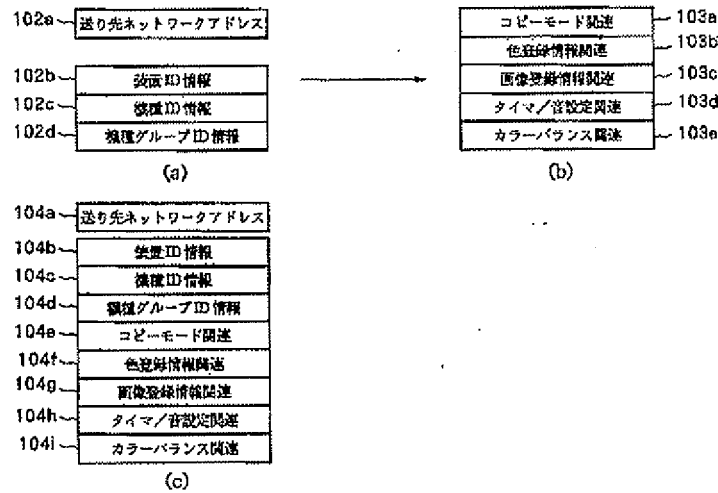 102a 送り先ネットワークアドレス
102b 装置ID情報
102c 機種ID情報
102d 機種グループID情報
(a)
コピーモード関連 103a
色登録情報関連 103b
画像登録情報関連 103c
タイマ/音設定関連 103d
カラーバランス関連 103e
(b)
104a 送り先ネットワークアドレス
104b 装置ID情報
104c 機種ID情報
104d 機種グループID情報
104e コピーモード関連
104f 色登録情報関連
104g 画像登録情報関連
104h タイマ/音設定関連
104i カラーバランス関連
(c)